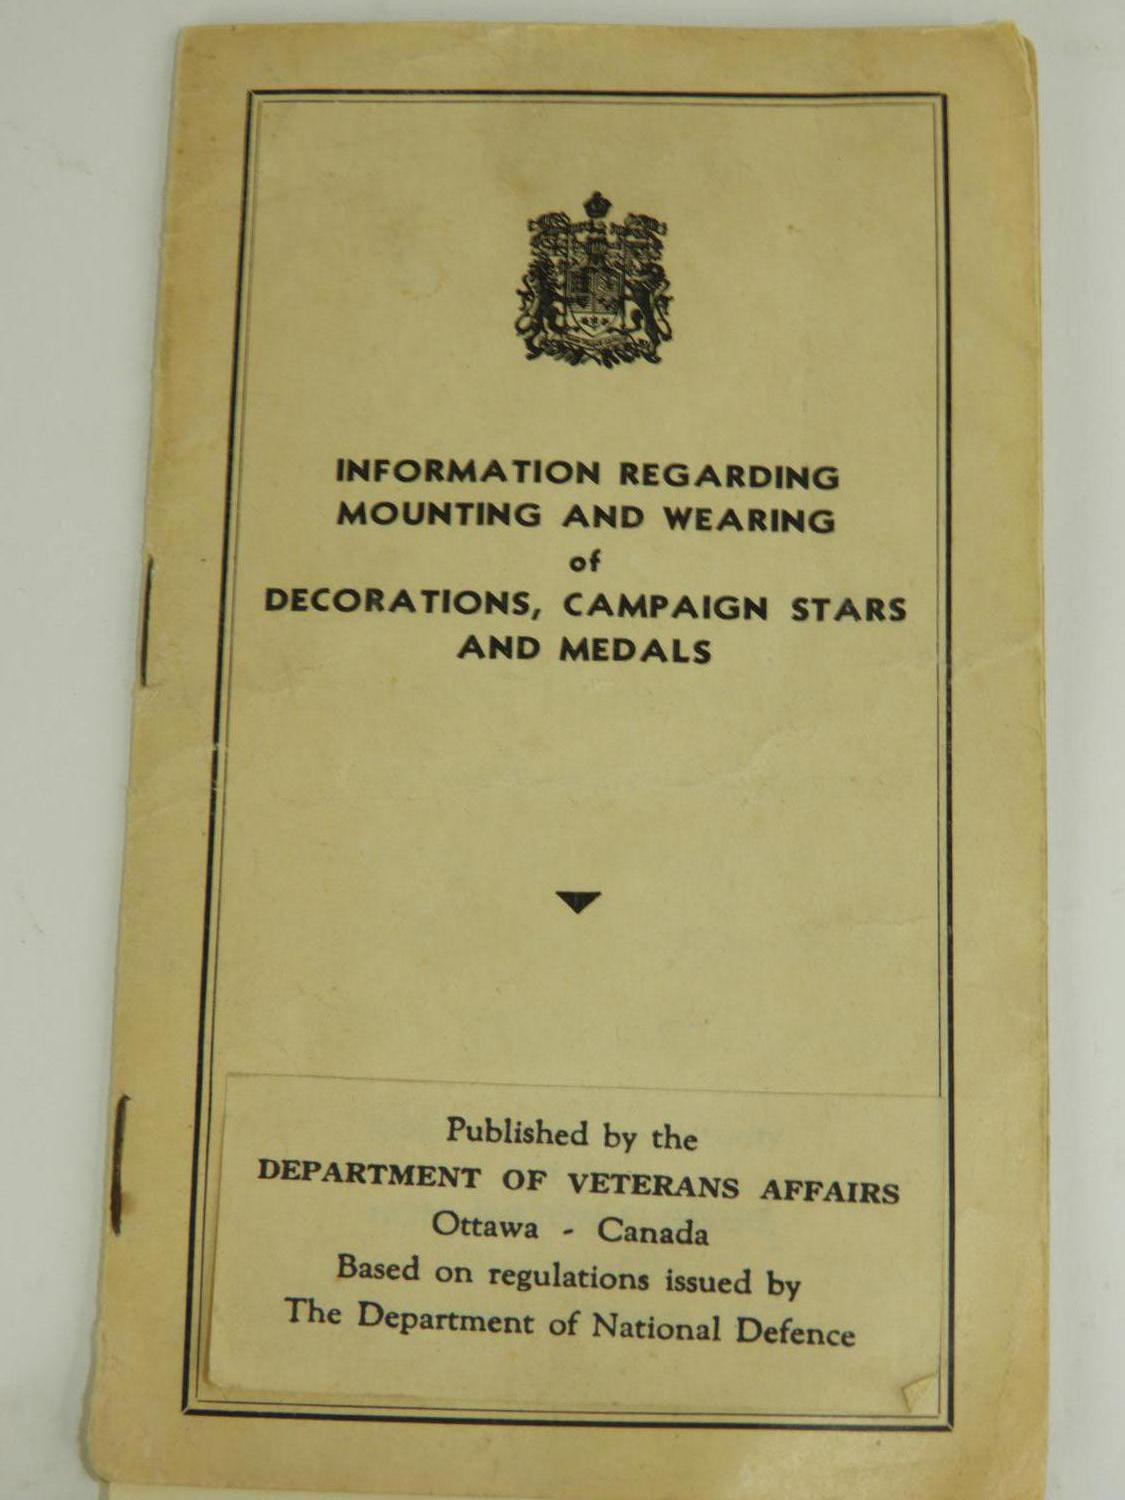 INFORMATION REGARDING
MOUNTING AND WEARING
of
DECORATIONS, CAMPAIGN STARS
AND MEDALS
Published by the
DEPARTMENT OF VETERANS AFFAIRS
Ottawa - Canada
Based on regulations issued by
The Department of National Defence